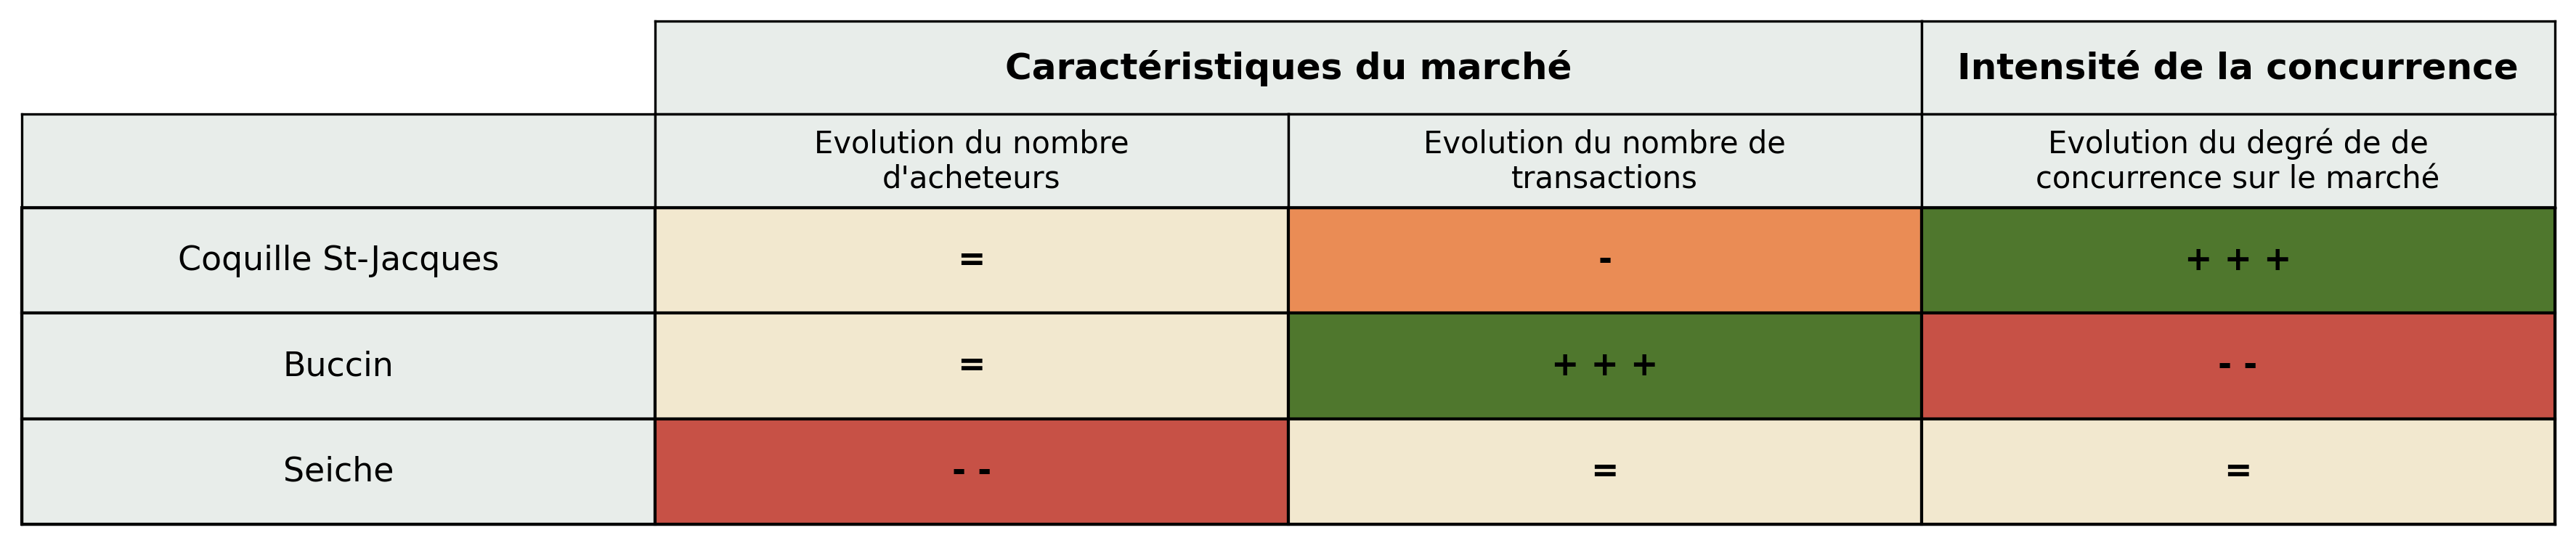 Caractéristiques du marché
Intensité de la concurrence
Evolution du nombre
d'acheteurs
Evolution du nombre de
transactions
Evolution du degré de de
concurrence sur le marché
Coquille St-Jacques
=
-
+ + +
Buccin
=
+ + +
- -
Seiche
- -
=
=